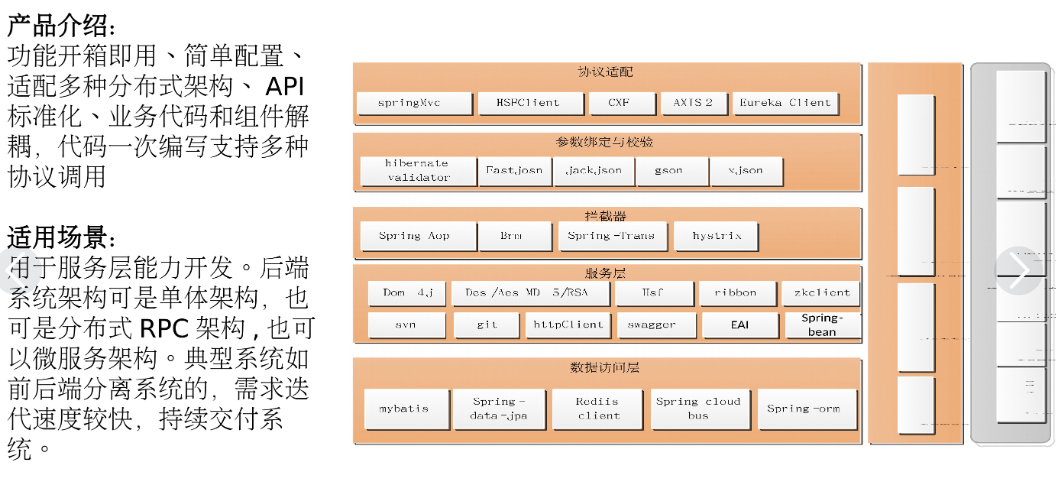 产品介绍：
功能开箱即用、简单配置、
适配多种分布式架构、 API
标准化、业务代码和组件解
耦，代码一次编写支持多种
协议调用
适用场景：
用于服务层能力开发。后端
系统架构可是单体架构，也
可是分布式 RPC 架构 , 也可
以微服务架构。典型系统如
前后端分离系统的，需求迭
代速度较快，持续交付系
统。
协议适配
springMvc HSFClient CXF AXIS 2 Eureka Client
参数绑定与校验
hibernate
validator
Fast.josn jack.json gson x.json
拦截器
Spring Aop Brm Spring -Trans hystrix
服务层
Dom 4.j Des /Aes MD 5/RSA Hsf ribbon zkclient
svn git httpClient swagger EAI Spring-
bean
数据访问层
mybatis Spring -
data -jpa
Rediis
client
Spring cloud
bus
Spring -orm